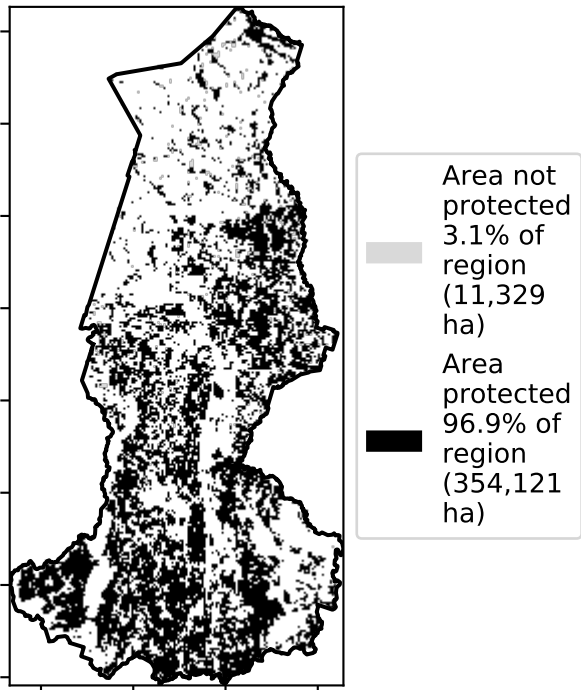 Area not
protected
3.1% of
region
(11,329
ha)
Area
protected
96.9% of
region
(354,121
ha)